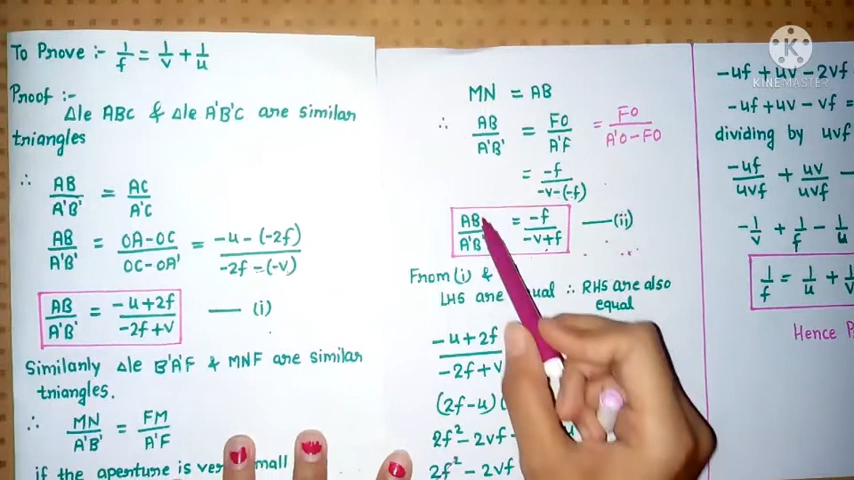 To Prove :- 1/f = 1/v + 1/u
Proof :-
Δle ABC & Δle A'B'C are similar
triangles
∴ AB/A'B' = AC/A'C
AB/A'B' = OA-OC/OC-OA' = -u-(-2f)/-2f-(-v)
AB/A'B' = -u+2f/-2f+v — (i)
Similarly Δle B'A'F & MNF are similar
triangles.
∴ MN/A'B' = FM/A'F
if the aperture is very small
MN = AB
∴ AB/A'B' = FO/A'F = FO/A'O-FO
= -f/-v-(-f)
AB/A'B' = -f/-v+f — (ii)
From (i) &
LHS are equal ∴ RHS are also
equal
-u+2f/-2f+v
(2f-u)(
2f²-2vf-
2f²-2vf
-uf+uv-2vf
-uf+uv-vf =
dividing by uvf
-uf/uvf + uv/uvf -
-1/v + 1/f - 1/u
1/f = 1/u + 1/v
Hence P
KINEMASTER